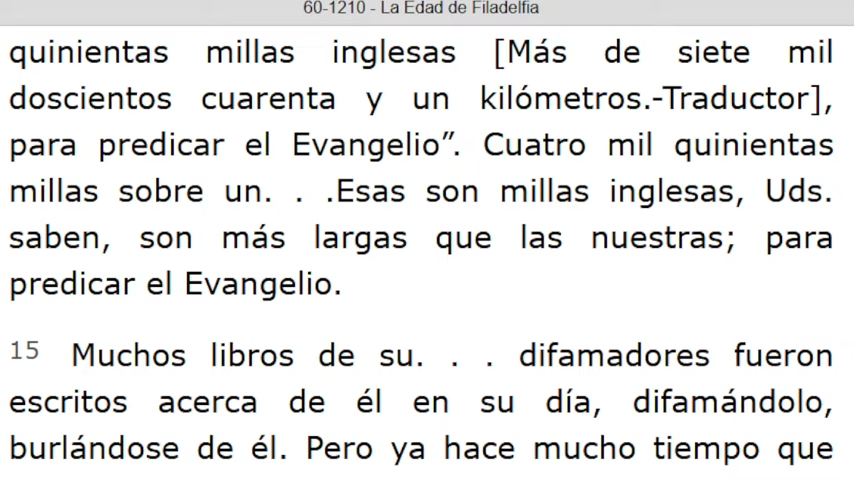 60-1210 - La Edad de Filadelfia
quinientas millas inglesas [Más de siete mil
doscientos cuarenta y un kilómetros.-Traductor],
para predicar el Evangelio”. Cuatro mil quinientas
millas sobre un. . .Esas son millas inglesas, Uds.
saben, son más largas que las nuestras; para
predicar el Evangelio.
15 Muchos libros de su. . . difamadores fueron
escritos acerca de él en su día, difamándolo,
burlándose de él. Pero ya hace mucho tiempo que